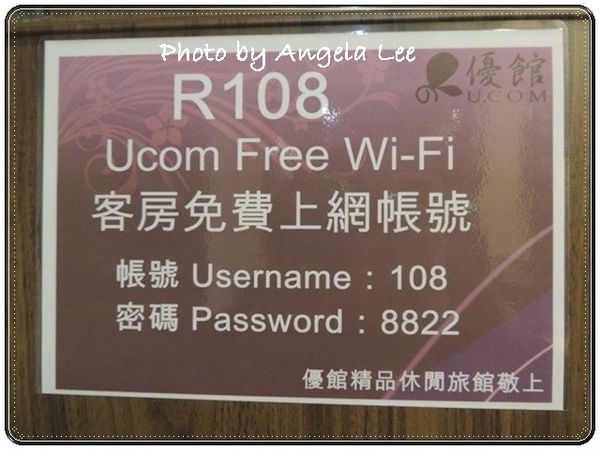 Photo by Angela Lee
優館
U.COM
R108
Ucom Free Wi-Fi
客房免費上網帳號
帳號 Username : 108
密碼 Password : 8822
優館精品休閒旅館敬上